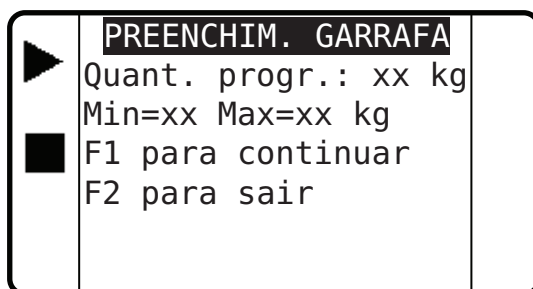 PREENCHIM. GARRAFA
Quant. progr.: xx kg
Min=xx Max=xx kg
F1 para continuar
F2 para sair